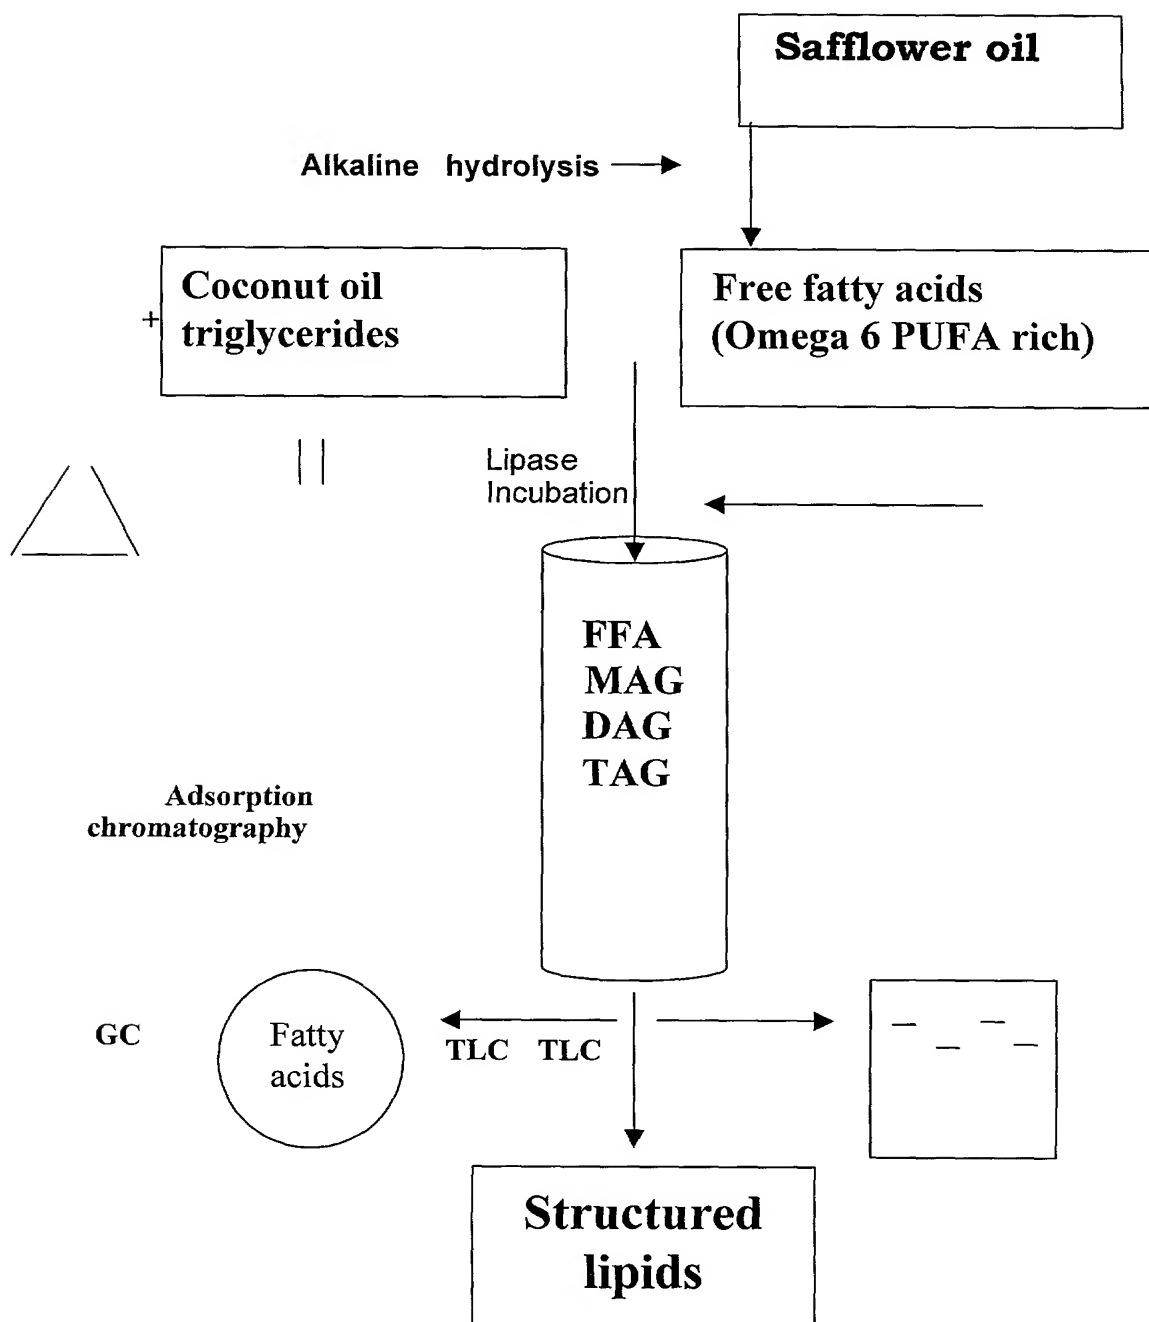 Safflower oil
Alkaline hydrolysis
Coconut oil
triglycerides
+
Free fatty acids
(Omega 6 PUFA rich)
Lipase
Incubation
FFA
MAG
DAG
TAG
Adsorption
chromatography
GC
Fatty
acids
TLC TLC
Structured
lipids